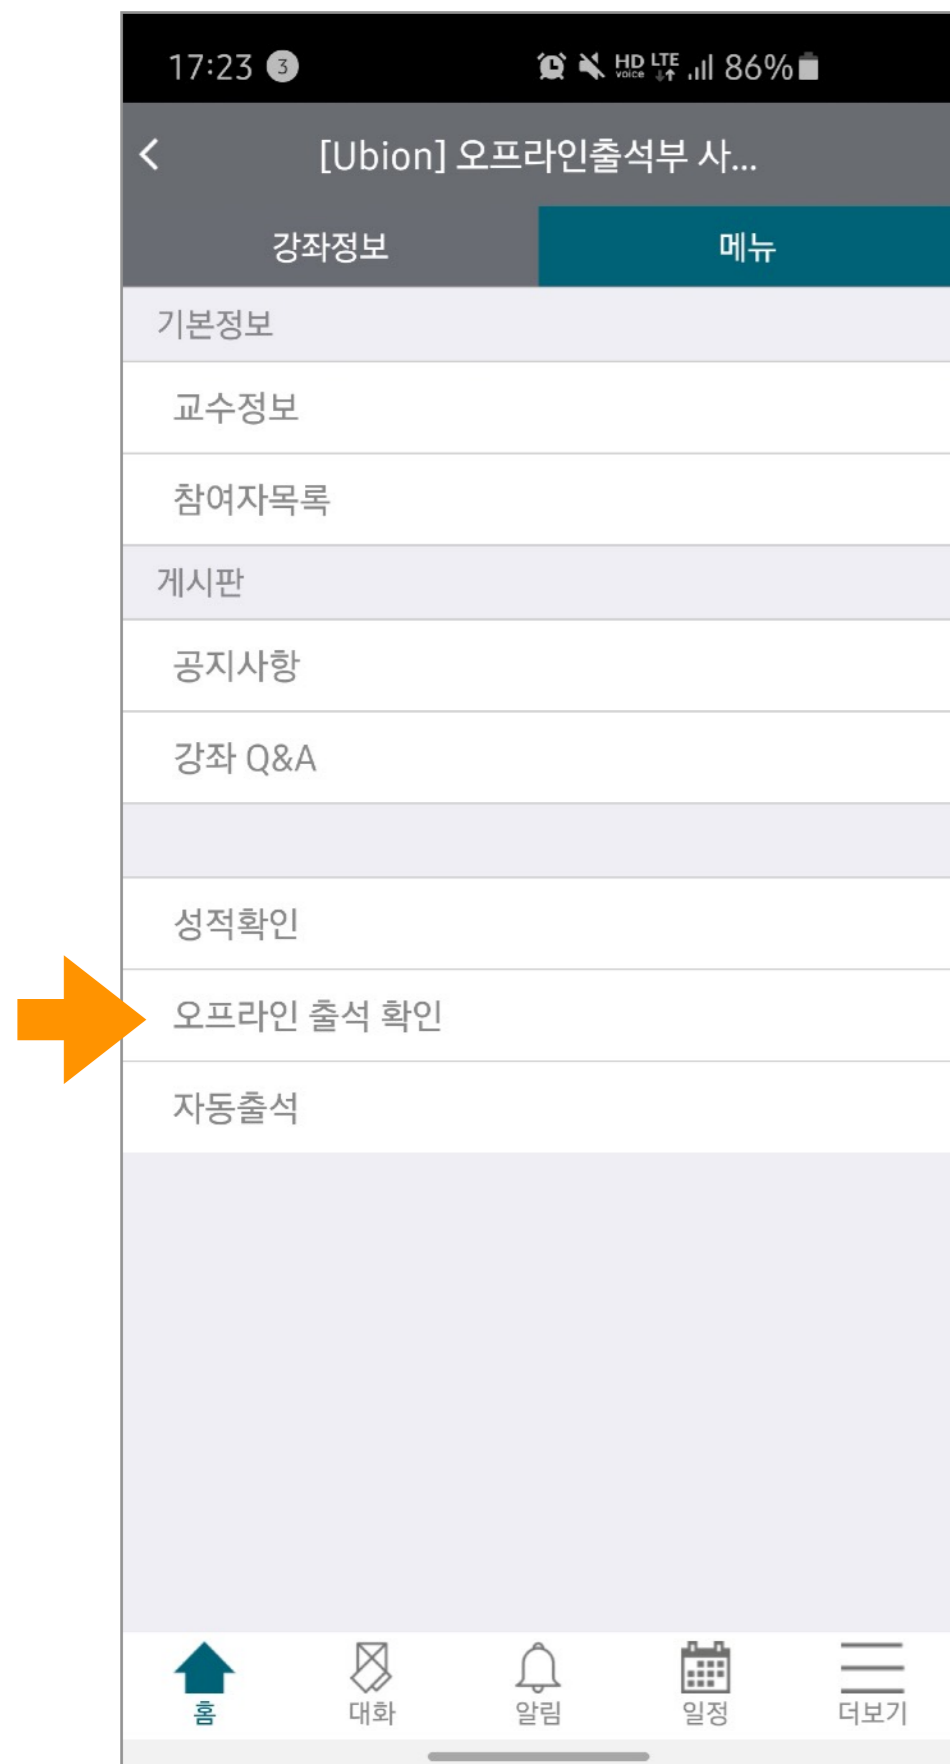 17:23 3 HD voice LTE 86%
[Ubion] 오프라인출석부 사...
강좌정보 메뉴
기본정보
교수정보
참여자목록
게시판
공지사항
강좌 Q&A
성적확인
오프라인 출석 확인
자동출석
홈 대화 알림 일정 더보기